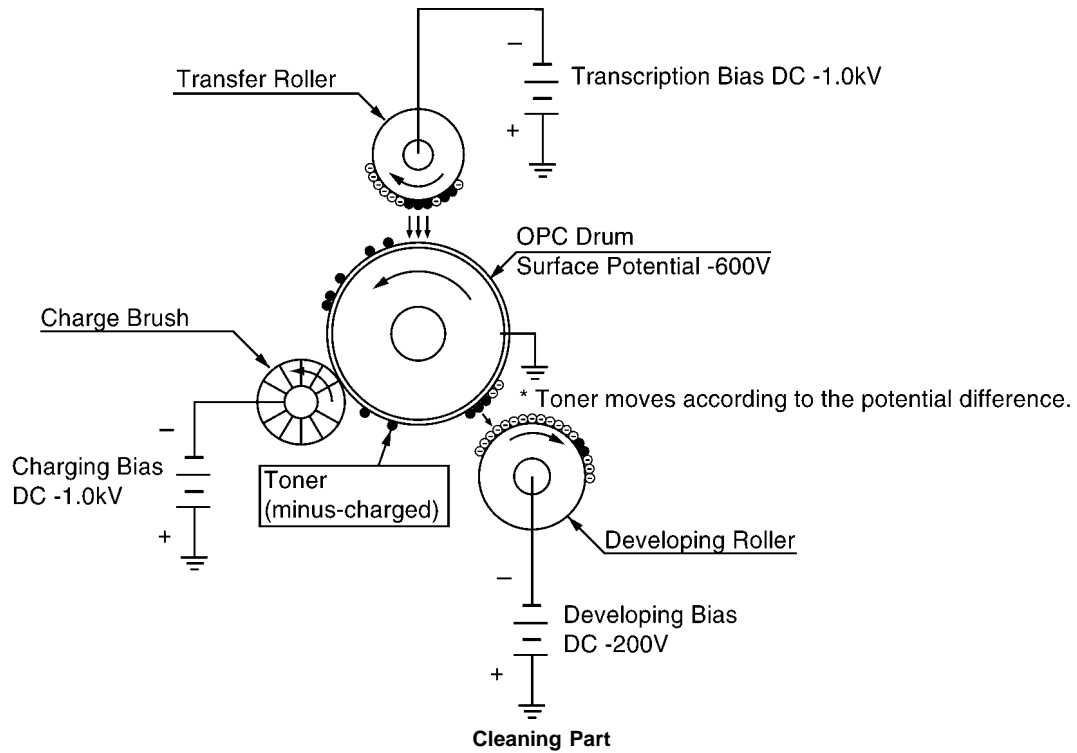 Transfer Roller
−
Transcription Bias DC -1.0kV
+
OPC Drum
Surface Potential -600V
Charge Brush
* Toner moves according to the potential difference.
−
Charging Bias
DC -1.0kV
+
Toner
(minus-charged)
Developing Roller
−
Developing Bias
DC -200V
+
Cleaning Part